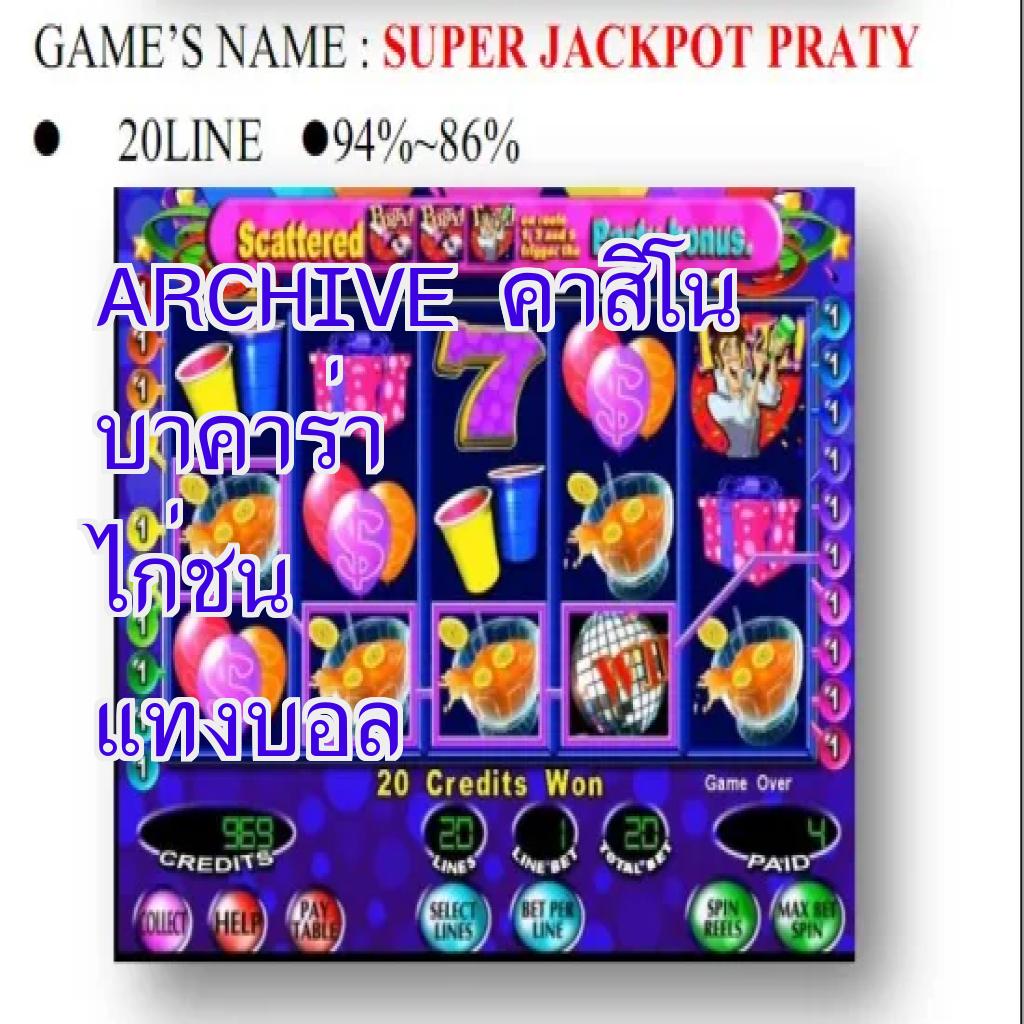 GAME'S NAME : SUPER JACKPOT PRATY
● 20LINE ●94%~86%
Scattered
Party bonus.
ARCHIVE คาสิโน
บาคาร่า
ไก่ชน
แทงบอล
7
20 Credits Won
Game Over
969 20 1 20 4
CREDITS LINES LINE BET TOTAL BET PAID
COLLECT HELP PAY TABLE SELECT LINES BET PER LINE SPIN REELS MAX BET SPIN